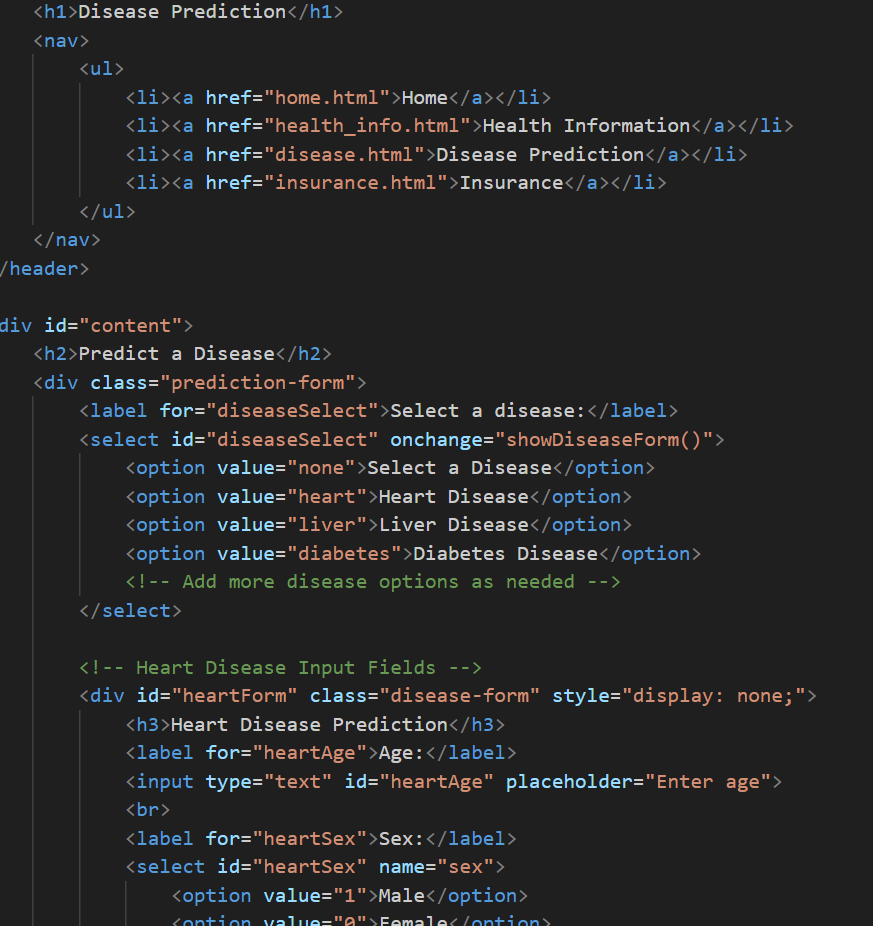 <h1>Disease Prediction</h1>
<nav>
<ul>
<li><a href="home.html">Home</a></li>
<li><a href="health_info.html">Health Information</a></li>
<li><a href="disease.html">Disease Prediction</a></li>
<li><a href="insurance.html">Insurance</a></li>
</ul>
</nav>
/header>
div id="content">
<h2>Predict a Disease</h2>
<div class="prediction-form">
<label for="diseaseSelect">Select a disease:</label>
<select id="diseaseSelect" onchange="showDiseaseForm()">
<option value="none">Select a Disease</option>
<option value="heart">Heart Disease</option>
<option value="liver">Liver Disease</option>
<option value="diabetes">Diabetes Disease</option>
<!-- Add more disease options as needed -->
</select>
<!-- Heart Disease Input Fields -->
<div id="heartForm" class="disease-form" style="display: none;">
<h3>Heart Disease Prediction</h3>
<label for="heartAge">Age:</label>
<input type="text" id="heartAge" placeholder="Enter age">
<br>
<label for="heartSex">Sex:</label>
<select id="heartSex" name="sex">
<option value="1">Male</option>
<option value="0">Female</option>